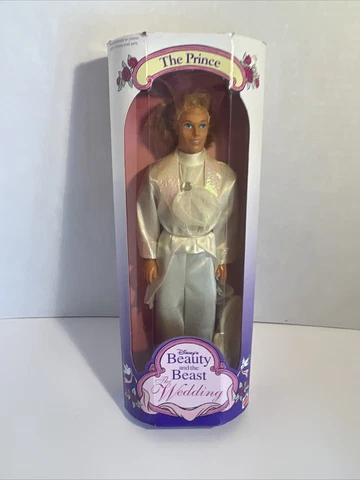 The Prince
Disney's
Beauty
and the
Beast
The
Wedding